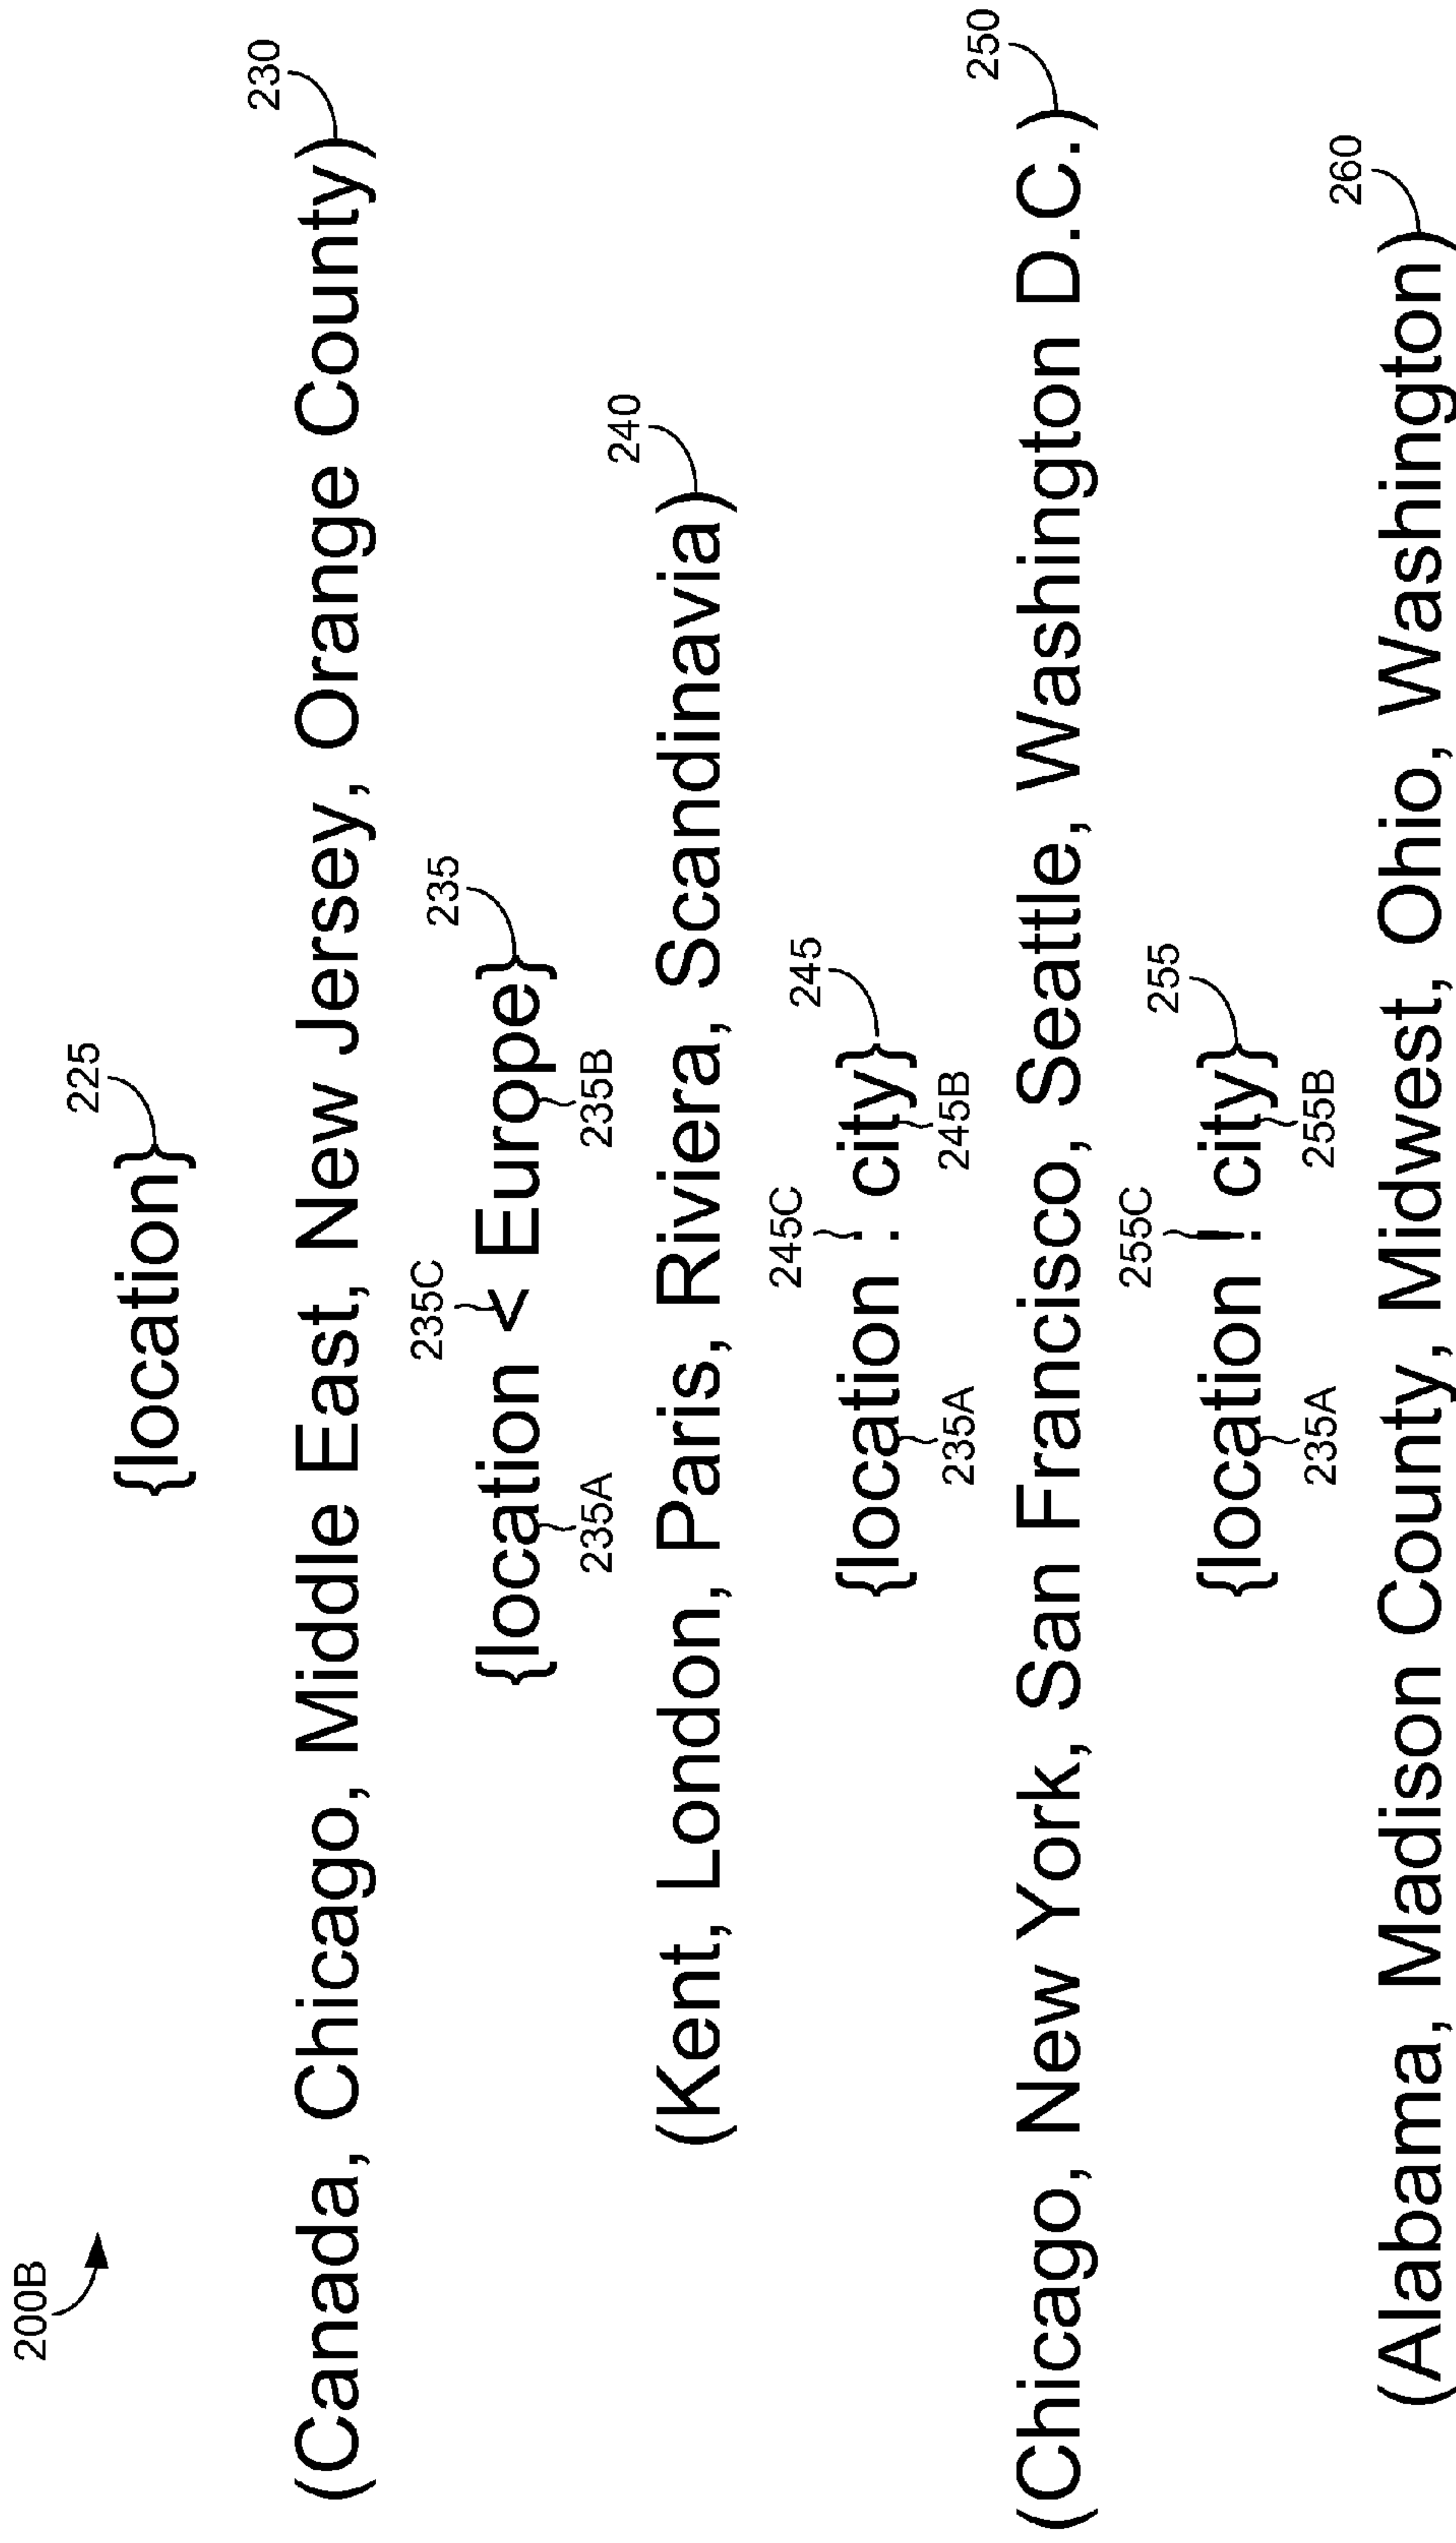 200B
225
{location}
230
(Canada, Chicago, Middle East, New Jersey, Orange County)
235C
235
{location < Europe}
235A
235B
240
(Kent, London, Paris, Riviera, Scandinavia)
245C
245
{location : city}
235A
245B
250
(Chicago, New York, San Francisco, Seattle, Washington D.C.)
255C
255
{location ! city}
235A
255B
260
(Alabama, Madison County, Midwest, Ohio, Washington)